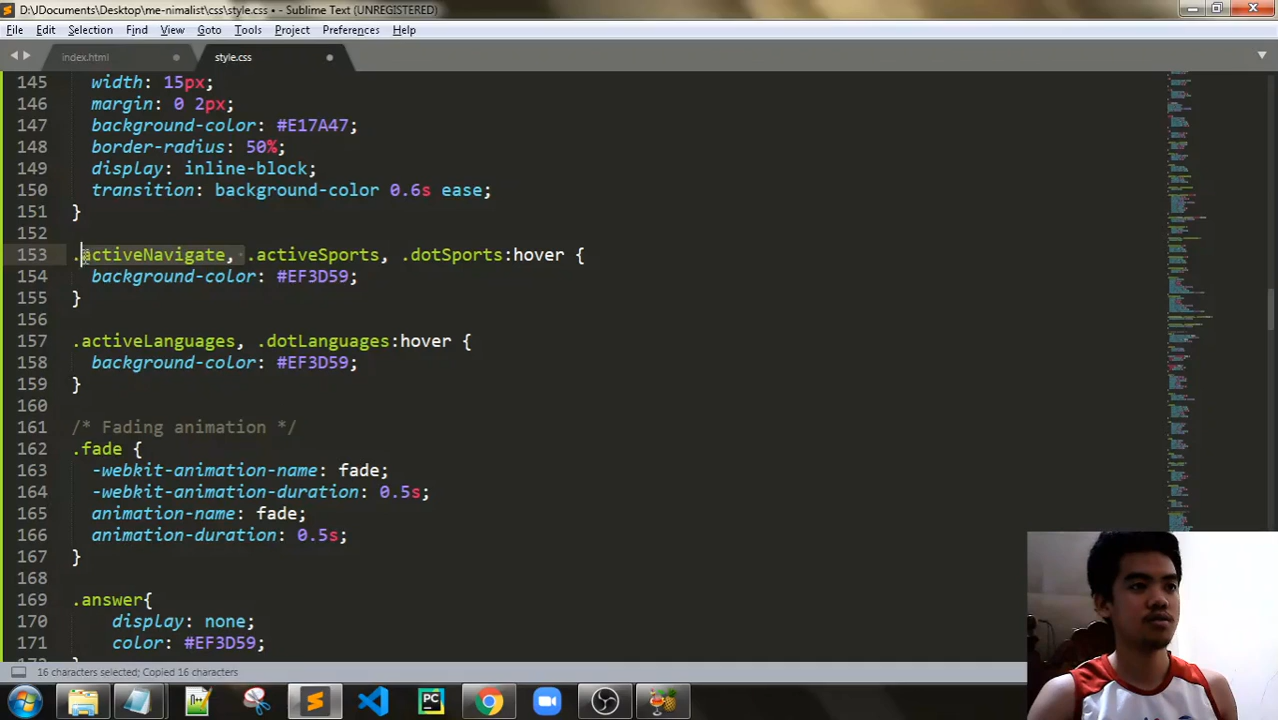 D:\JDocuments\Desktop\me-nimalist\css\style.css • - Sublime Text (UNREGISTERED)
File Edit Selection Find View Goto Tools Project Preferences Help
index.html style.css
145 width: 15px;
146 margin: 0 2px;
147 background-color: #E17A47;
148 border-radius: 50%;
149 display: inline-block;
150 transition: background-color 0.6s ease;
151 }
152
153 .activeNavigate, .activeSports, .dotSports:hover {
154 background-color: #EF3D59;
155 }
156
157 .activeLanguages, .dotLanguages:hover {
158 background-color: #EF3D59;
159 }
160
161 /* Fading animation */
162 .fade {
163 -webkit-animation-name: fade;
164 -webkit-animation-duration: 0.5s;
165 animation-name: fade;
166 animation-duration: 0.5s;
167 }
168
169 .answer{
170 display: none;
171 color: #EF3D59;
16 characters selected; Copied 16 characters